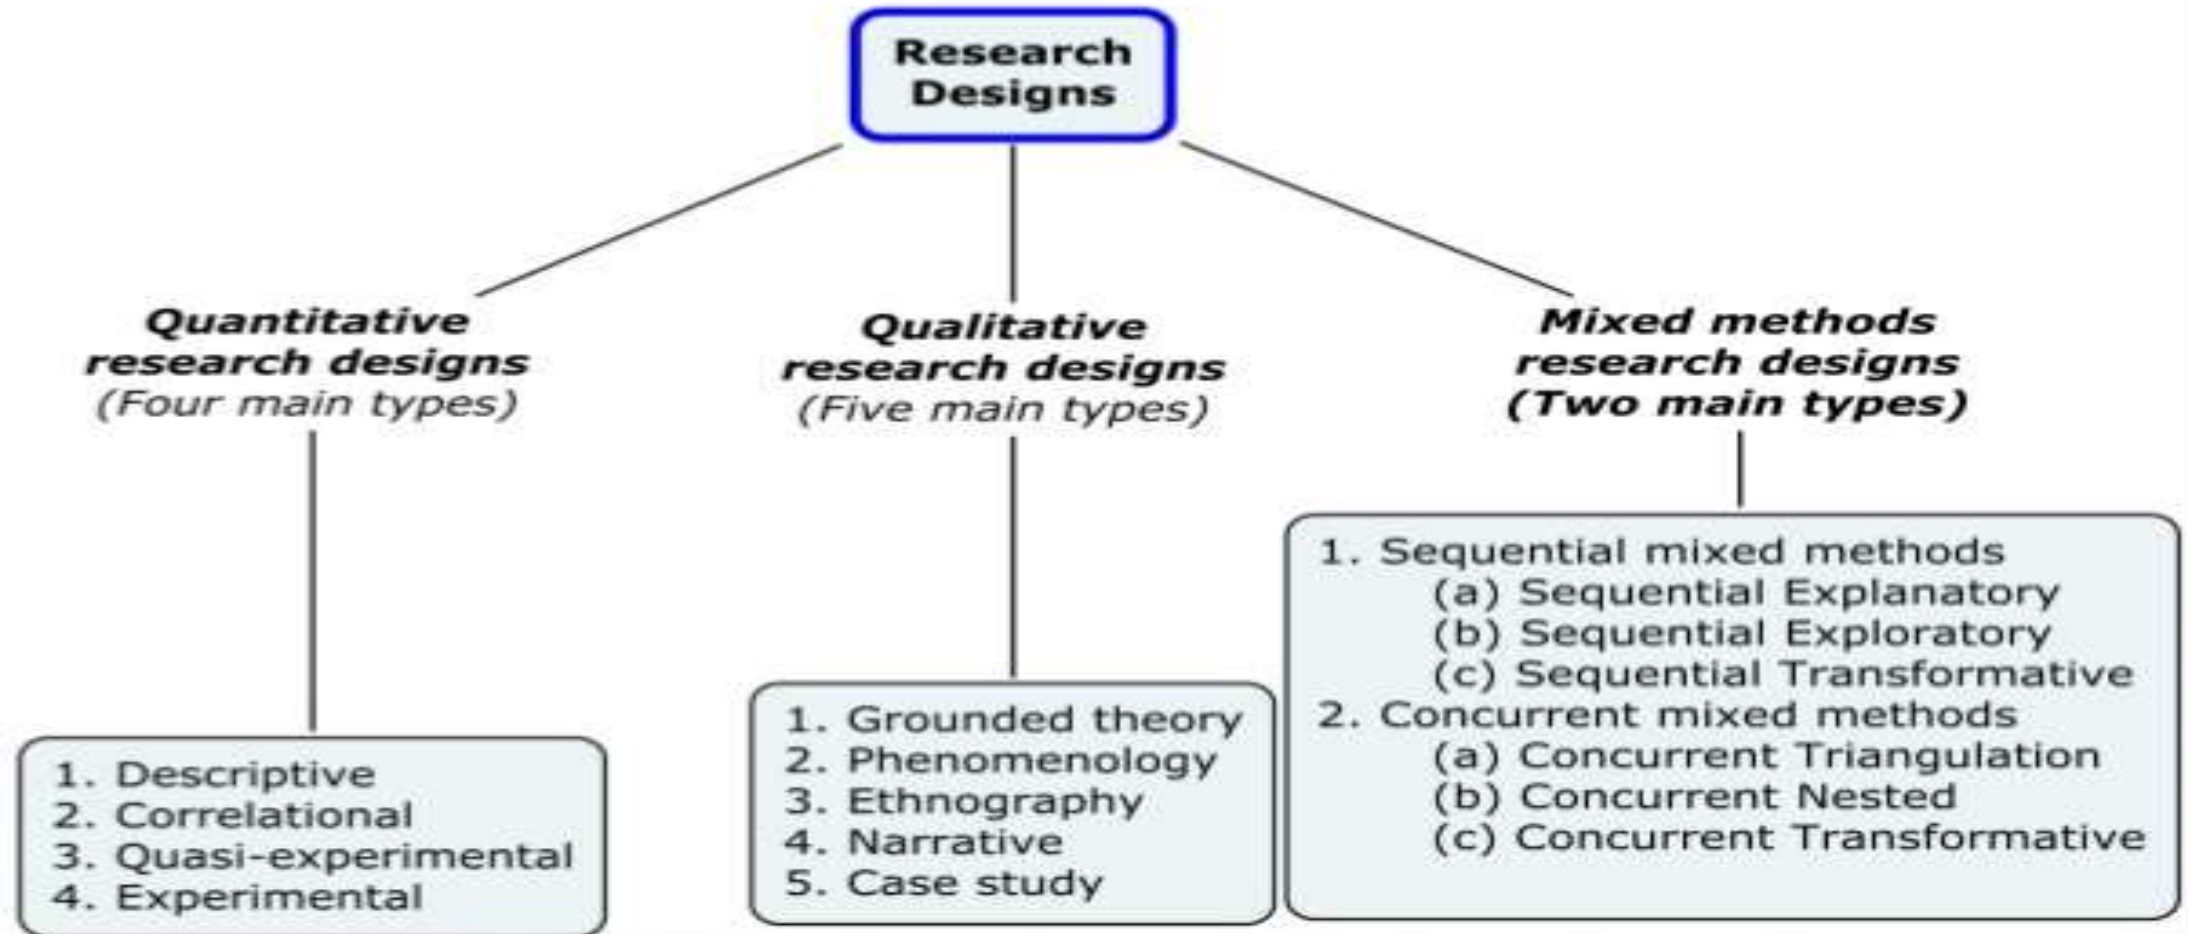 Research
Designs
Quantitative
research designs
(Four main types)
Qualitative
research designs
(Five main types)
Mixed methods
research designs
(Two main types)
1. Descriptive
2. Correlational
3. Quasi-experimental
4. Experimental
1. Grounded theory
2. Phenomenology
3. Ethnography
4. Narrative
5. Case study
1. Sequential mixed methods
(a) Sequential Explanatory
(b) Sequential Exploratory
(c) Sequential Transformative
2. Concurrent mixed methods
(a) Concurrent Triangulation
(b) Concurrent Nested
(c) Concurrent Transformative